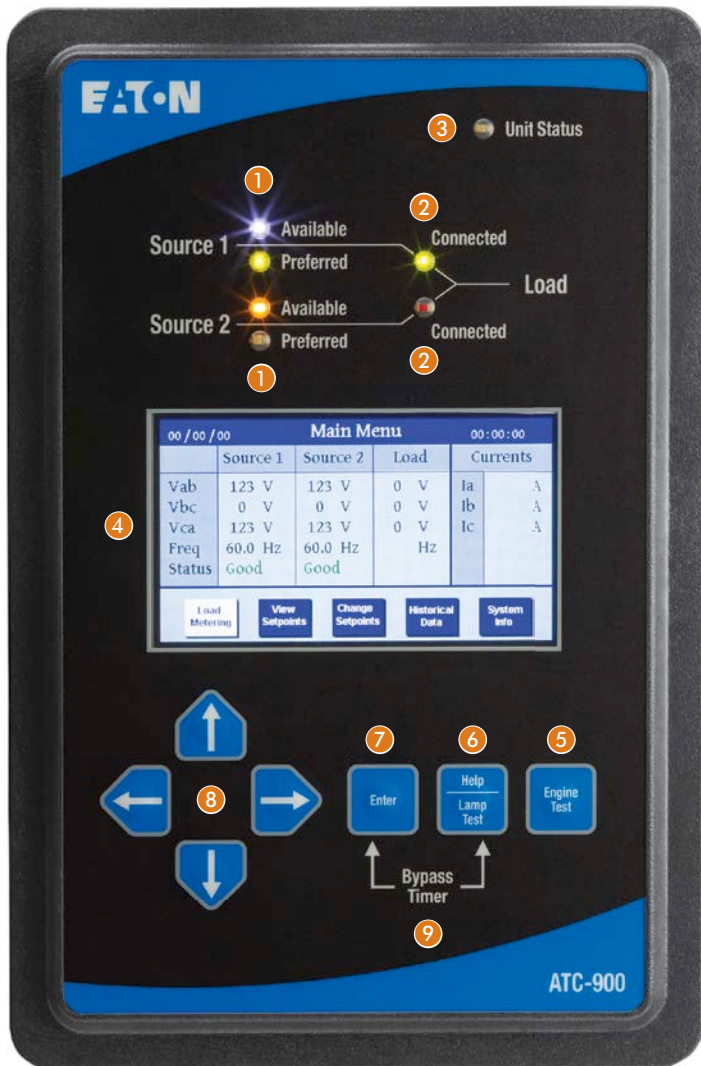 EATON
3 Unit Status
1
2
Available
Connected
Source 1
Preferred
Load
Available
Source 2
Preferred
Connected
1
2
00/00/00 Main Menu 00:00:00
Source 1 Source 2 Load Currents
Vab 123 V 123 V 0 V Ia A
Vbc 0 V 0 V 0 V Ib A
4
Vca 123 V 123 V 0 V Ic A
Freq 60.0 Hz 60.0 Hz Hz
Status Good Good
Load Metering
View Setpoints
Change Setpoints
Historical Data
System Info
7
6
5
8
Enter
Help
Lamp
Test
Engine
Test
Bypass
Timer
9
ATC-900